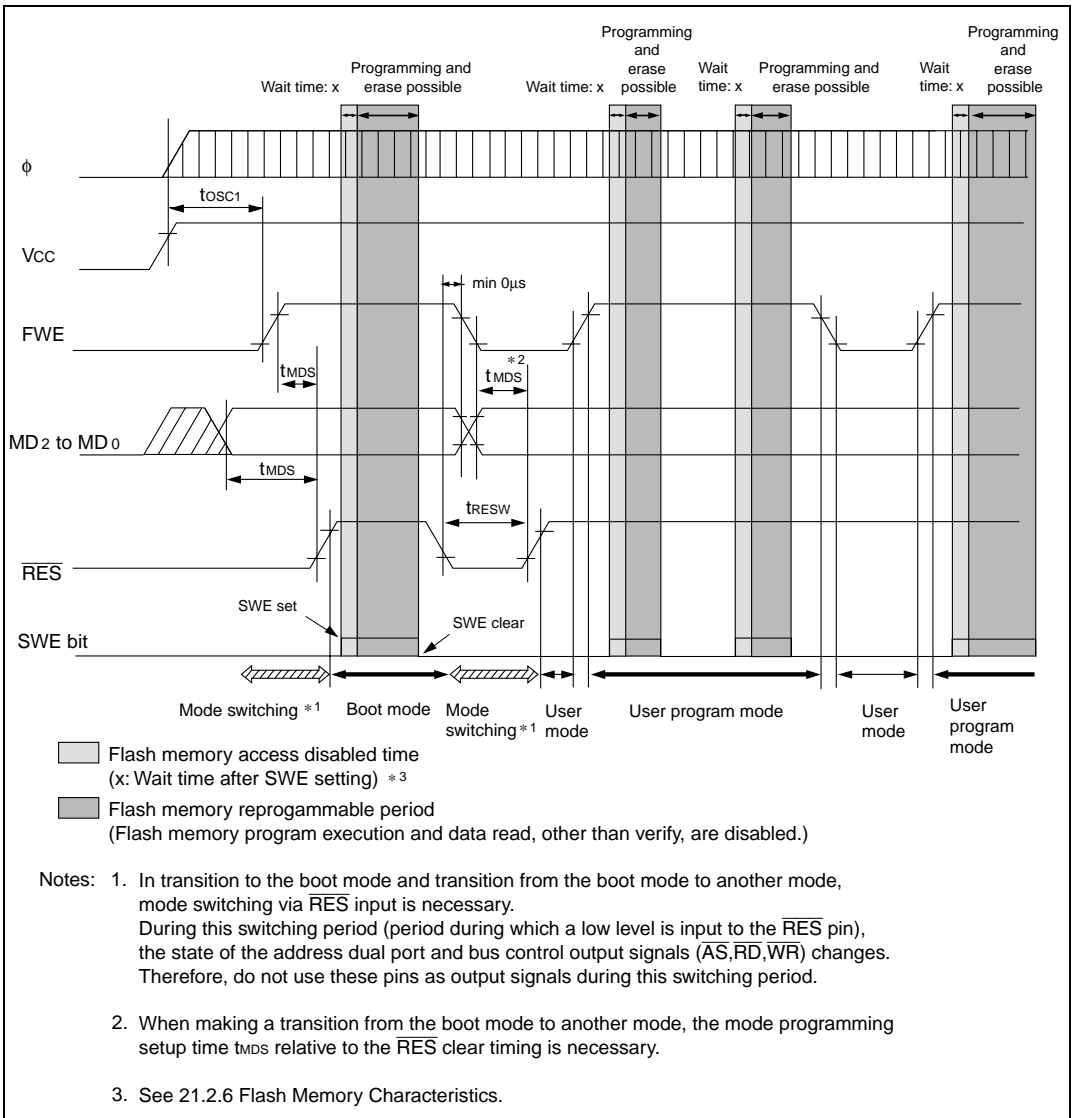 Programming
and
erase
possible
Programming
and
erase
possible
Wait time: x
Programming and
erase possible
Wait time: x
Wait
time: x
Programming and
erase possible
Wait
time: x
φ
tOSC1
VCC
min 0μs
FWE
*2
tMDS
tMDS
MD2 to MD0
tMDS
tRESW
RES
SWE set
SWE clear
SWE bit
Mode switching *1
Boot mode
Mode
switching *1
User
mode
User program mode
User
mode
User
program
mode
Flash memory access disabled time
(x: Wait time after SWE setting) *3
Flash memory reprogammable period
(Flash memory program execution and data read, other than verify, are disabled.)
Notes: 1. In transition to the boot mode and transition from the boot mode to another mode,
mode switching via RES input is necessary.
During this switching period (period during which a low level is input to the RES pin),
the state of the address dual port and bus control output signals (AS,RD,WR) changes.
Therefore, do not use these pins as output signals during this switching period.
2. When making a transition from the boot mode to another mode, the mode programming
setup time tMDS relative to the RES clear timing is necessary.
3. See 21.2.6 Flash Memory Characteristics.